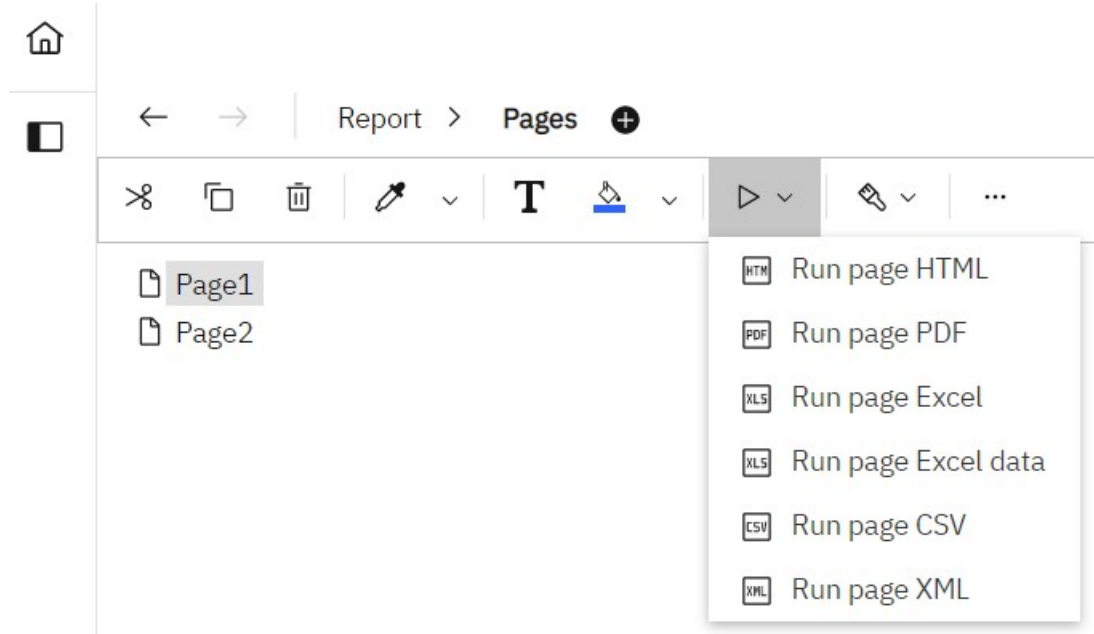 Report > Pages
T
Page1
Page2
HTM Run page HTML
PDF Run page PDF
XLS Run page Excel
XLS Run page Excel data
CSV Run page CSV
XML Run page XML